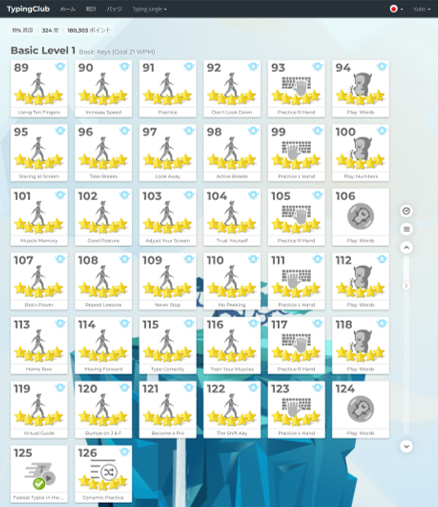 TypingClub ホーム 統計 バッジ Typing Jungle Kubo
11% 進度 324 星 180,303 ポイント
Basic Level 1 Basic Keys (Goal 21 WPM)
89 90 91 92 93 94
Using Ten Fingers Increase Speed Practice Don't Look Down Practice R Hand Play: Words
95 96 97 98 99 100
Staring at Screen Take Breaks Look Away Active Breaks Practice L Hand Play: Numbers
101 102 103 104 105 106
Muscle Memory Good Posture Adjust Your Screen Trust Yourself Practice R Hand Play: Words
107 108 109 110 111 112
Brain Power Repeat Lessons Never Stop No Peeking Practice L Hand Play: Words
113 114 115 116 117 118
Home Row Moving Forward Type Correctly Train Your Muscles Practice R Hand Play: Words
119 120 121 122 123 124
Virtual Guide Bumps on J & F Become a Pro The Shift Key Practice L Hand Play: Words
125 126
Fastest Typist in the ... Dynamic Practice